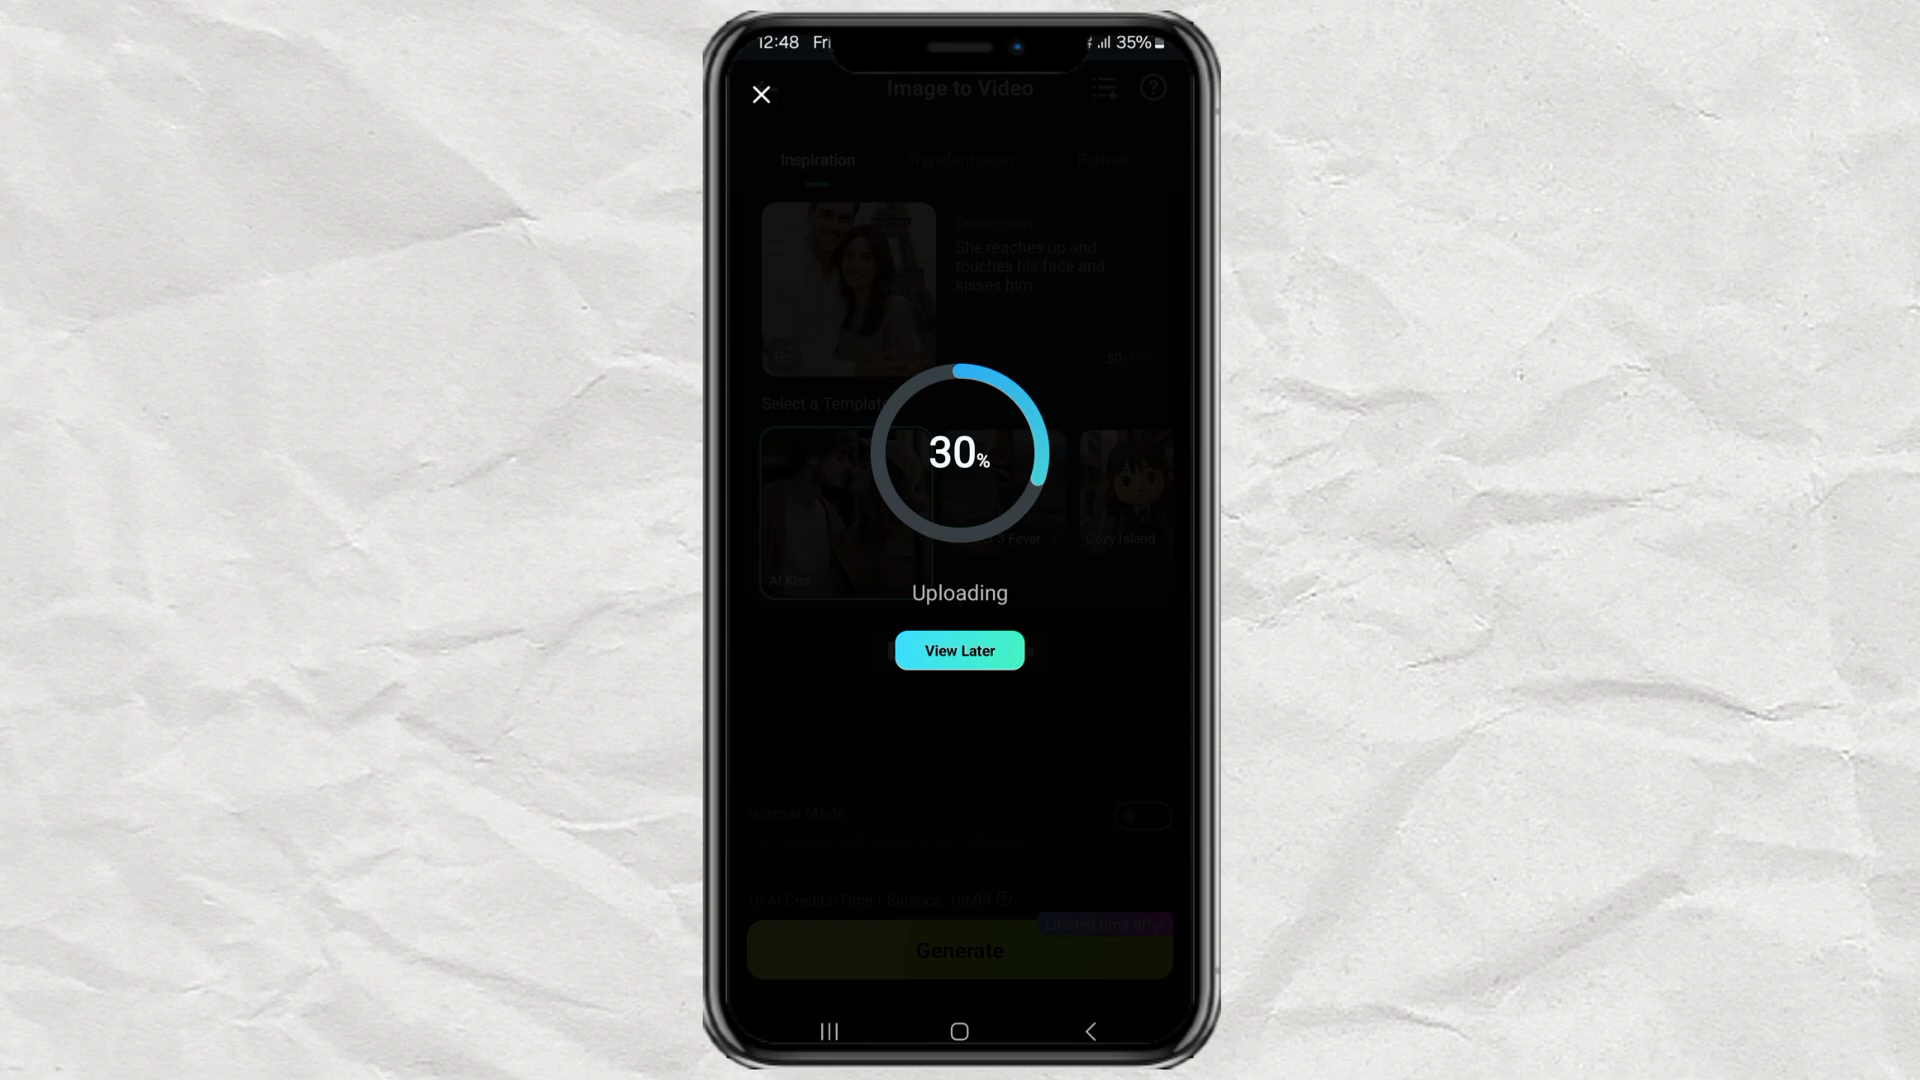 12:48 Fri
35%
Image to Video
Inspiration Transformation Portrait
Description
She reaches up and
touches his face and
kisses him
50
Select a Template
30%
3 Fever
Cozy Island
AI Kiss
Uploading
View Later
Normal Mode
10 AI Credits/Time | Balance: 10689
Limited time offer
Generate